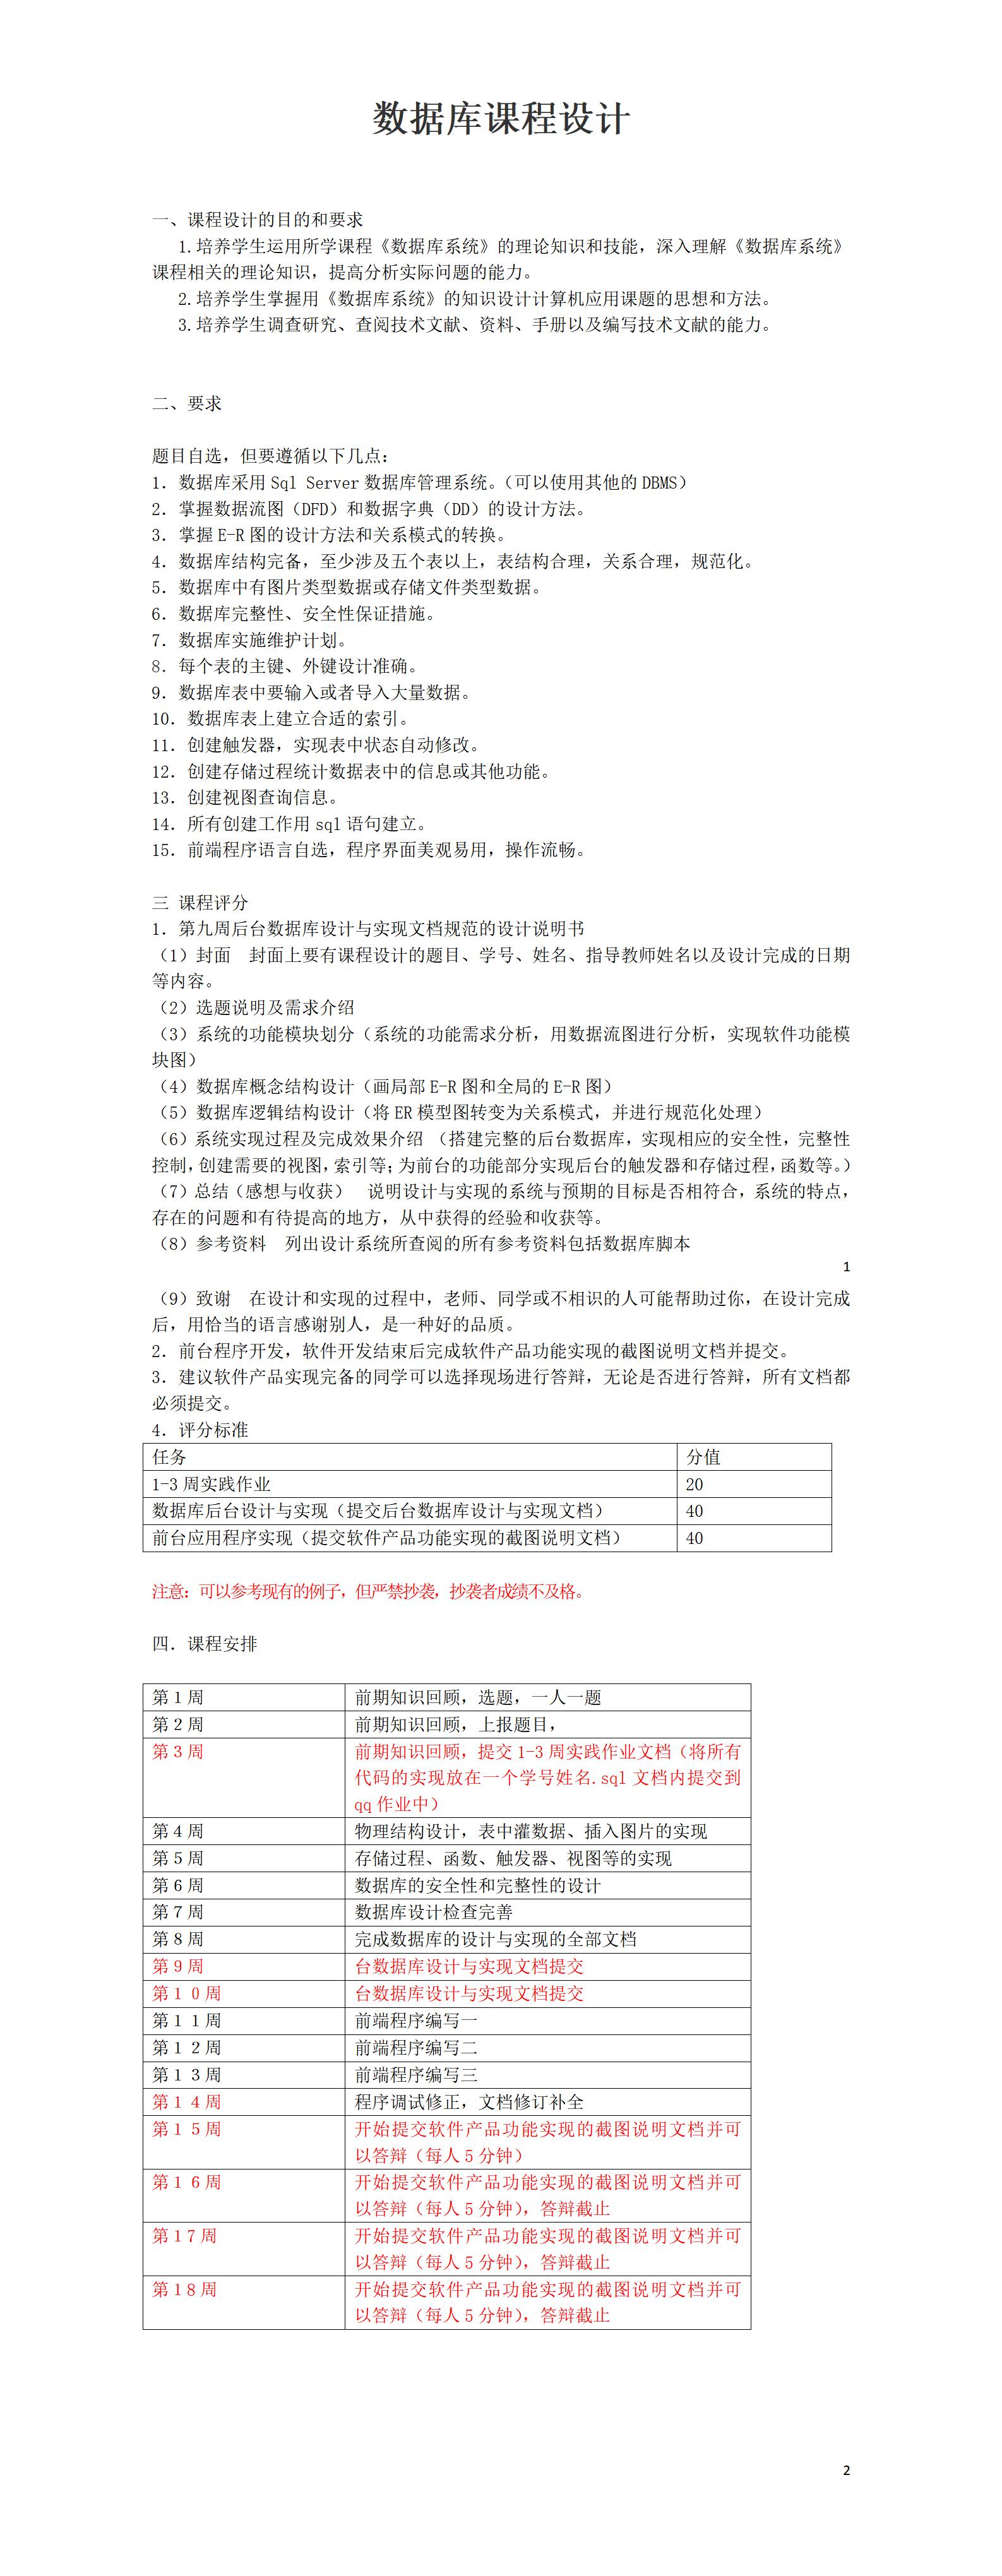 数据库课程设计
一、课程设计的目的和要求
1.培养学生运用所学课程《数据库系统》的理论知识和技能，深入理解《数据库系统》
课程相关的理论知识，提高分析实际问题的能力。
2.培养学生掌握用《数据库系统》的知识设计计算机应用课题的思想和方法。
3.培养学生调查研究、查阅技术文献、资料、手册以及编写技术文献的能力。
二、要求
题目自选，但要遵循以下几点：
1. 数据库采用 Sql Server 数据库管理系统。（可以使用其他的 DBMS）
2. 掌握数据流图（DFD）和数据字典（DD）的设计方法。
3. 掌握 E-R 图的设计方法和关系模式的转换。
4. 数据库结构完备，至少涉及五个表以上，表结构合理，关系合理，规范化。
5. 数据库中有图片类型数据或存储文件类型数据。
6. 数据库完整性、安全性保证措施。
7. 数据库实施维护计划。
8. 每个表的主键、外键设计准确。
9. 数据库表中要输入或者导入大量数据。
10. 数据库表上建立合适的索引。
11. 创建触发器，实现表中状态自动修改。
12. 创建存储过程统计数据表中的信息或其他功能。
13. 创建视图查询信息。
14. 所有创建工作用 sql 语句建立。
15. 前端程序语言自选，程序界面美观易用，操作流畅。
三 课程评分
1. 第九周后台数据库设计与实现文档规范的设计说明书
（1）封面 封面上要有课程设计的题目、学号、姓名、指导教师姓名以及设计完成的日期
等内容。
（2）选题说明及需求介绍
（3）系统的功能模块划分（系统的功能需求分析，用数据流图进行分析，实现软件功能模
块图）
（4）数据库概念结构设计（画局部 E-R 图和全局的 E-R 图）
（5）数据库逻辑结构设计（将 ER 模型图转变为关系模式，并进行规范化处理）
（6）系统实现过程及完成效果介绍 （搭建完整的后台数据库，实现相应的安全性，完整性
控制，创建需要的视图，索引等；为前台的功能部分实现后台的触发器和存储过程，函数等。）
（7）总结（感想与收获） 说明设计与实现的系统与预期的目标是否相符合，系统的特点，
存在的问题和有待提高的地方，从中获得的经验和收获等。
（8）参考资料 列出设计系统所查阅的所有参考资料包括数据库脚本
1
（9）致谢 在设计和实现的过程中，老师、同学或不相识的人可能帮助过你，在设计完成
后，用恰当的语言感谢别人，是一种好的品质。
2. 前台程序开发，软件开发结束后完成软件产品功能实现的截图说明文档并提交。
3. 建议软件产品实现完备的同学可以选择现场进行答辩，无论是否进行答辩，所有文档都
必须提交。
4. 评分标准
任务 分值
1-3 周实践作业 20
数据库后台设计与实现（提交后台数据库设计与实现文档） 40
前台应用程序实现（提交软件产品功能实现的截图说明文档） 40
注意：可以参考现有的例子，但严禁抄袭，抄袭者成绩不及格。
四. 课程安排
第１周 前期知识回顾，选题，一人一题
第２周 前期知识回顾，上报题目，
第３周 前期知识回顾，提交 1-3 周实践作业文档（将所有
代码的实现放在一个学号姓名.sql 文档内提交到
qq 作业中）
第４周 物理结构设计，表中灌数据、插入图片的实现
第５周 存储过程、函数、触发器、视图等的实现
第６周 数据库的安全性和完整性的设计
第７周 数据库设计检查完善
第８周 完成数据库的设计与实现的全部文档
第９周 台数据库设计与实现文档提交
第１０周 台数据库设计与实现文档提交
第１１周 前端程序编写一
第１２周 前端程序编写二
第１３周 前端程序编写三
第１４周 程序调试修正，文档修订补全
第１５周 开始提交软件产品功能实现的截图说明文档并可
以答辩（每人 5 分钟）
第１６周 开始提交软件产品功能实现的截图说明文档并可
以答辩（每人 5 分钟），答辩截止
第17周 开始提交软件产品功能实现的截图说明文档并可
以答辩（每人 5 分钟），答辩截止
第18周 开始提交软件产品功能实现的截图说明文档并可
以答辩（每人 5 分钟），答辩截止
2